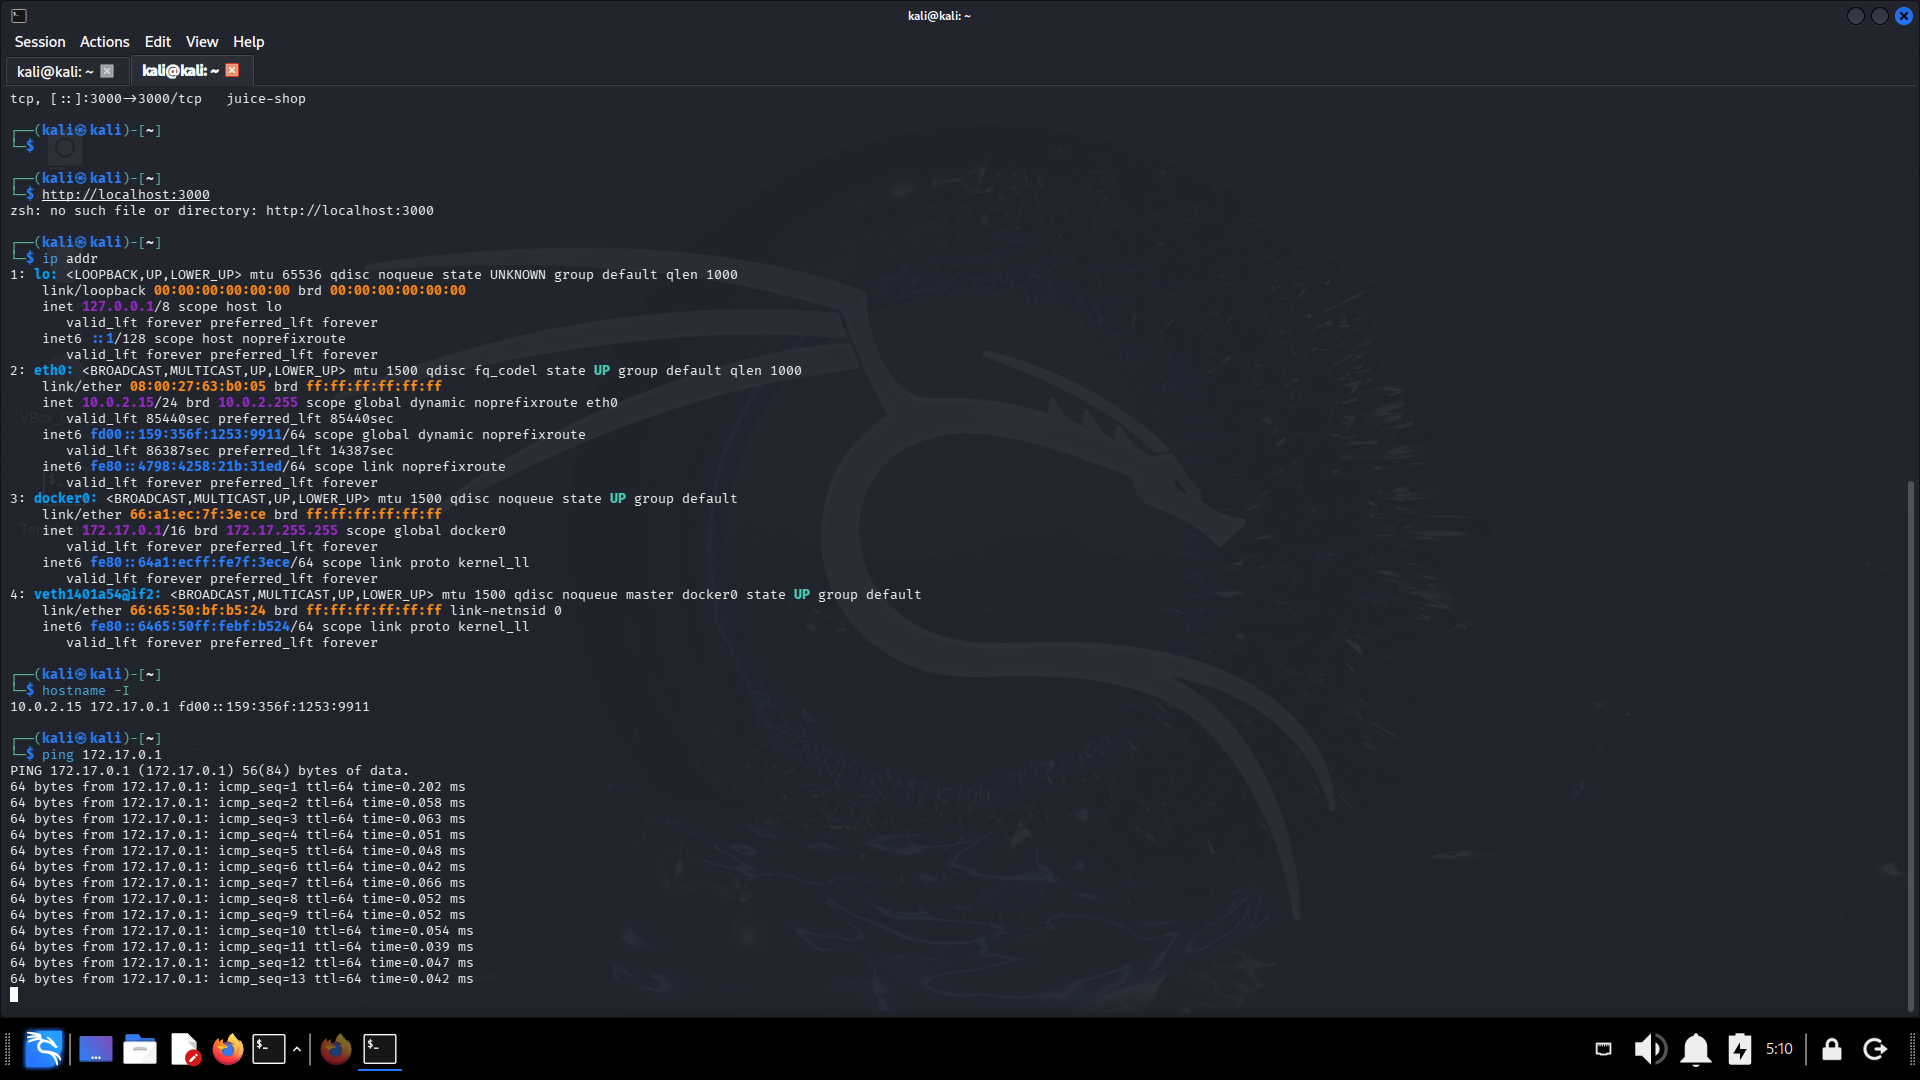 kali@kali: ~
Session Actions Edit View Help
kali@kali: ~ kali@kali: ~
tcp, [::]:3000→3000/tcp juice-shop
┌──(kali㉿kali)-[~]
└─$
┌──(kali㉿kali)-[~]
└─$ http://localhost:3000
zsh: no such file or directory: http://localhost:3000
┌──(kali㉿kali)-[~]
└─$ ip addr
1: lo: <LOOPBACK,UP,LOWER_UP> mtu 65536 qdisc noqueue state UNKNOWN group default qlen 1000
link/loopback 00:00:00:00:00:00 brd 00:00:00:00:00:00
inet 127.0.0.1/8 scope host lo
valid_lft forever preferred_lft forever
inet6 ::1/128 scope host noprefixroute
valid_lft forever preferred_lft forever
2: eth0: <BROADCAST,MULTICAST,UP,LOWER_UP> mtu 1500 qdisc fq_codel state UP group default qlen 1000
link/ether 08:00:27:63:b0:05 brd ff:ff:ff:ff:ff:ff
inet 10.0.2.15/24 brd 10.0.2.255 scope global dynamic noprefixroute eth0
valid_lft 85440sec preferred_lft 85440sec
inet6 fd00::159:356f:1253:9911/64 scope global dynamic noprefixroute
valid_lft 86387sec preferred_lft 14387sec
inet6 fe80::4798:4258:21b:31ed/64 scope link noprefixroute
valid_lft forever preferred_lft forever
3: docker0: <BROADCAST,MULTICAST,UP,LOWER_UP> mtu 1500 qdisc noqueue state UP group default
link/ether 66:a1:ec:7f:3e:ce brd ff:ff:ff:ff:ff:ff
inet 172.17.0.1/16 brd 172.17.255.255 scope global docker0
valid_lft forever preferred_lft forever
inet6 fe80::64a1:ecff:fe7f:3ece/64 scope link proto kernel_ll
valid_lft forever preferred_lft forever
4: veth1401a54@if2: <BROADCAST,MULTICAST,UP,LOWER_UP> mtu 1500 qdisc noqueue master docker0 state UP group default
link/ether 66:65:50:bf:b5:24 brd ff:ff:ff:ff:ff:ff link-netnsid 0
inet6 fe80::6465:50ff:febf:b524/64 scope link proto kernel_ll
valid_lft forever preferred_lft forever
┌──(kali㉿kali)-[~]
└─$ hostname -I
10.0.2.15 172.17.0.1 fd00::159:356f:1253:9911
┌──(kali㉿kali)-[~]
└─$ ping 172.17.0.1
PING 172.17.0.1 (172.17.0.1) 56(84) bytes of data.
64 bytes from 172.17.0.1: icmp_seq=1 ttl=64 time=0.202 ms
64 bytes from 172.17.0.1: icmp_seq=2 ttl=64 time=0.058 ms
64 bytes from 172.17.0.1: icmp_seq=3 ttl=64 time=0.063 ms
64 bytes from 172.17.0.1: icmp_seq=4 ttl=64 time=0.051 ms
64 bytes from 172.17.0.1: icmp_seq=5 ttl=64 time=0.048 ms
64 bytes from 172.17.0.1: icmp_seq=6 ttl=64 time=0.042 ms
64 bytes from 172.17.0.1: icmp_seq=7 ttl=64 time=0.066 ms
64 bytes from 172.17.0.1: icmp_seq=8 ttl=64 time=0.052 ms
64 bytes from 172.17.0.1: icmp_seq=9 ttl=64 time=0.052 ms
64 bytes from 172.17.0.1: icmp_seq=10 ttl=64 time=0.054 ms
64 bytes from 172.17.0.1: icmp_seq=11 ttl=64 time=0.039 ms
64 bytes from 172.17.0.1: icmp_seq=12 ttl=64 time=0.047 ms
64 bytes from 172.17.0.1: icmp_seq=13 ttl=64 time=0.042 ms
5:10